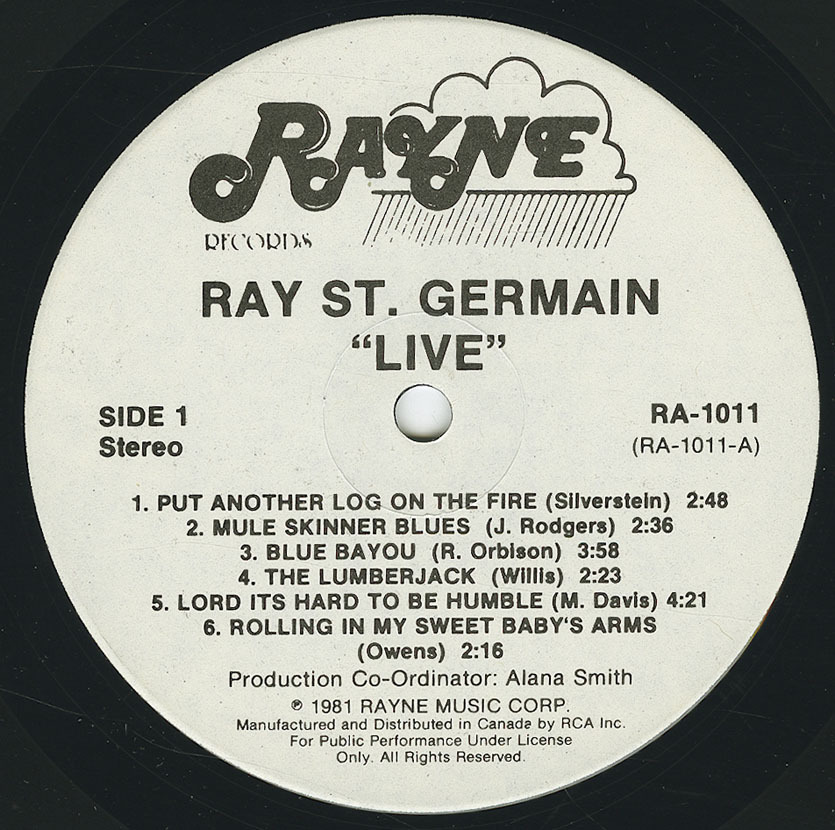 RAYNE
RECORDS
RAY ST. GERMAIN
“LIVE”
SIDE 1
Stereo
RA-1011
(RA-1011-A)
1. PUT ANOTHER LOG ON THE FIRE (Silverstein) 2:48
2. MULE SKINNER BLUES (J. Rodgers) 2:36
3. BLUE BAYOU (R. Orbison) 3:58
4. THE LUMBERJACK (Willis) 2:23
5. LORD ITS HARD TO BE HUMBLE (M. Davis) 4:21
6. ROLLING IN MY SWEET BABY'S ARMS
(Owens) 2:16
Production Co-Ordinator: Alana Smith
℗ 1981 RAYNE MUSIC CORP.
Manufactured and Distributed in Canada by RCA Inc.
For Public Performance Under License
Only. All Rights Reserved.